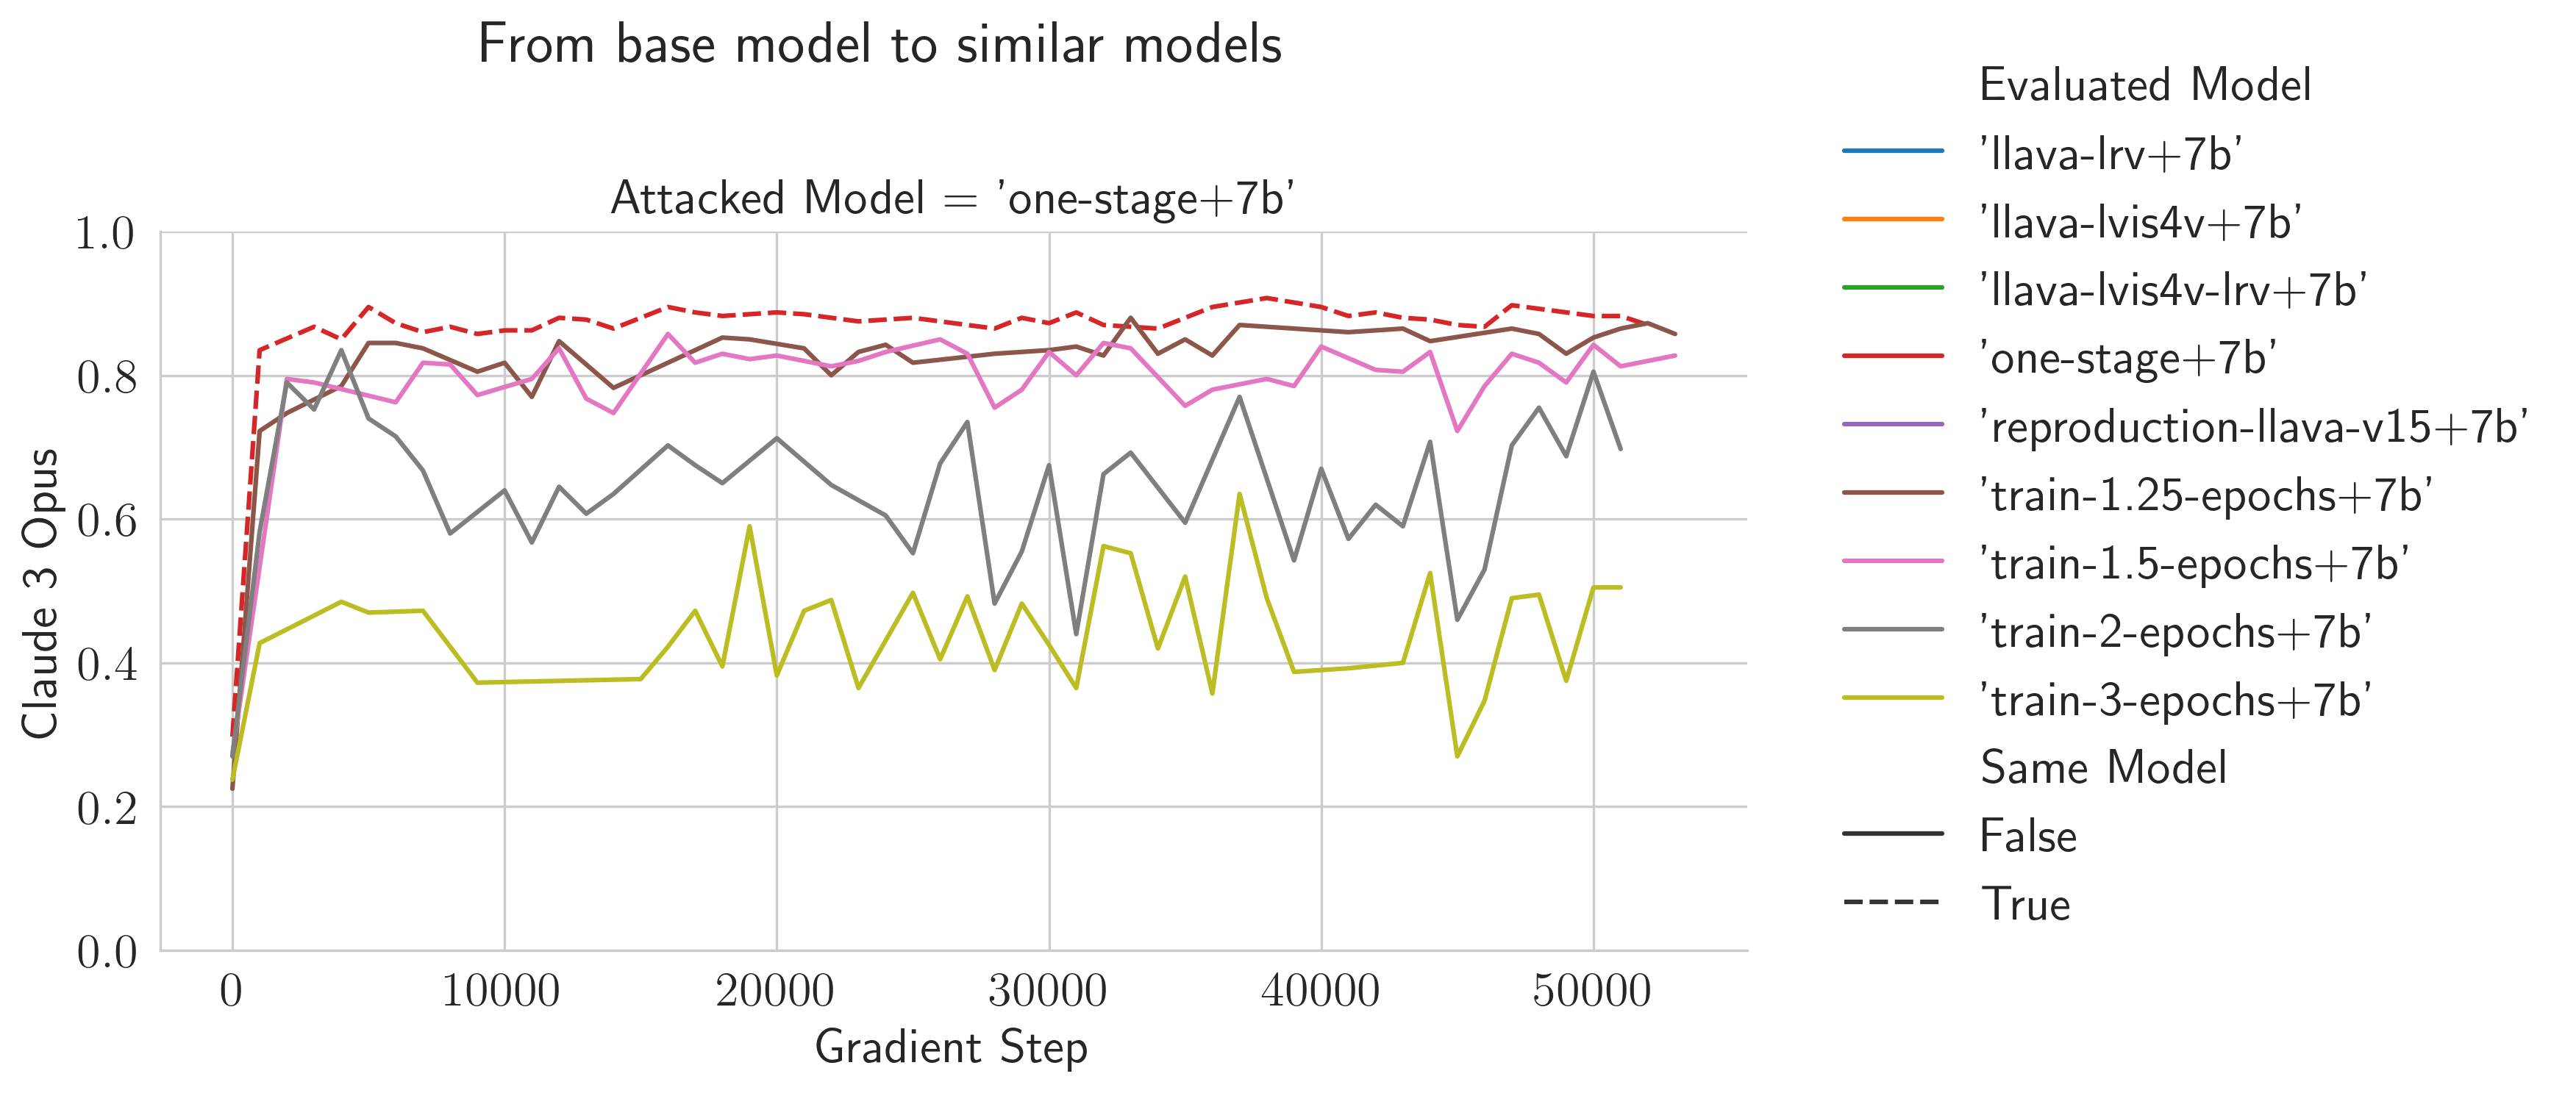 From base model to similar models
Attacked Model = 'one-stage+7b'
1.0
0.8
0.6
0.4
0.2
0.0
Claude 3 Opus
0 10000 20000 30000 40000 50000
Gradient Step
Evaluated Model
'llava-lrv+7b'
'llava-lvis4v+7b'
'llava-lvis4v-lrv+7b'
'one-stage+7b'
'reproduction-llava-v15+7b'
'train-1.25-epochs+7b'
'train-1.5-epochs+7b'
'train-2-epochs+7b'
'train-3-epochs+7b'
Same Model
False
True